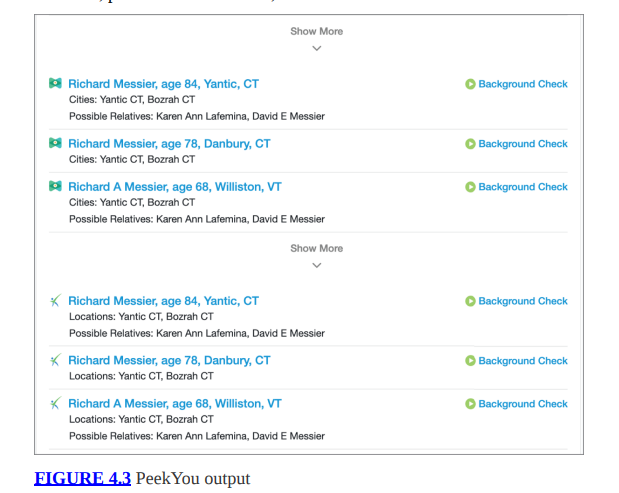 Show More
Richard Messier, age 84, Yantic, CT
Background Check
Cities: Yantic CT, Bozrah CT
Possible Relatives: Karen Ann Lafemina, David E Messier
Richard Messier, age 78, Danbury, CT
Background Check
Cities: Yantic CT, Bozrah CT
Richard A Messier, age 68, Williston, VT
Background Check
Cities: Yantic CT, Bozrah CT
Possible Relatives: Karen Ann Lafemina, David E Messier
Show More
Richard Messier, age 84, Yantic, CT
Background Check
Locations: Yantic CT, Bozrah CT
Possible Relatives: Karen Ann Lafemina, David E Messier
Richard Messier, age 78, Danbury, CT
Background Check
Locations: Yantic CT, Bozrah CT
Richard A Messier, age 68, Williston, VT
Background Check
Locations: Yantic CT, Bozrah CT
Possible Relatives: Karen Ann Lafemina, David E Messier
FIGURE 4.3 PeekYou output